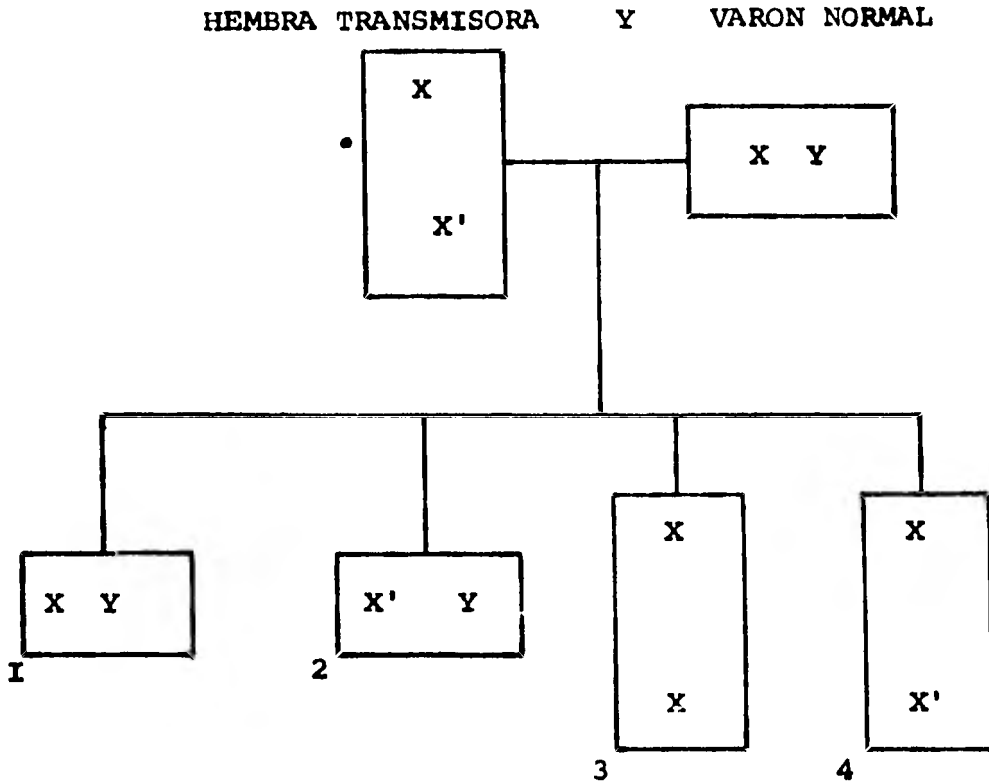 HEMBRA TRANSMISORA Y VARON NORMAL
X
X Y
X'
X X
X Y X' Y
I 2
X X'
3 4